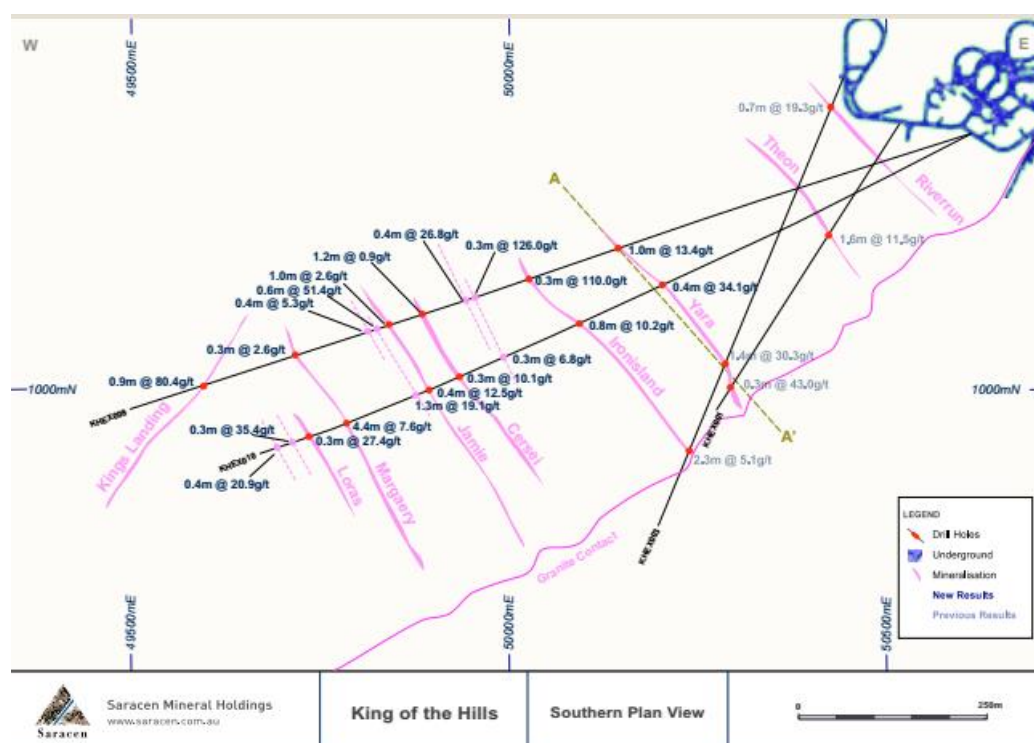 W
E
49500mE
50000mE
0.7m @ 19.3g/t
Theon
Riverrun
A
0.4m @ 26.8g/t
0.3m @ 126.0g/t
1.2m @ 0.9g/t
1.0m @ 2.6g/t
0.6m @ 51.4g/t
0.4m @ 5.3g/t
1.0m @ 13.4g/t
1.6m @ 11.5g/t
0.3m @ 110.0g/t
0.4m @ 34.1g/t
Yara
0.8m @ 10.2g/t
Ironisland
0.3m @ 2.6g/t
0.3m @ 6.8g/t
1.4m @ 30.3g/t
0.9m @ 80.4g/t
0.3m @ 10.1g/t
0.4m @ 12.5g/t
1.3m @ 19.1g/t
0.3m @ 43.0g/t
1000mN
1000mN
Kings Landing
0.3m @ 35.4g/t
4.4m @ 7.6g/t
0.3m @ 27.4g/t
0.4m @ 20.9g/t
KHEX010
Loras
Margaery
Jamie
Cersei
A'
2.3m @ 5.1g/t
Granite Contact
49500mE
50000mE
50500mE
LEGEND
Drill Holes
Underground
Mineralisation
New Results
Previous Results
Saracen
Saracen Mineral Holdings
www.saracen.com.au
King of the Hills
Southern Plan View
0
250m